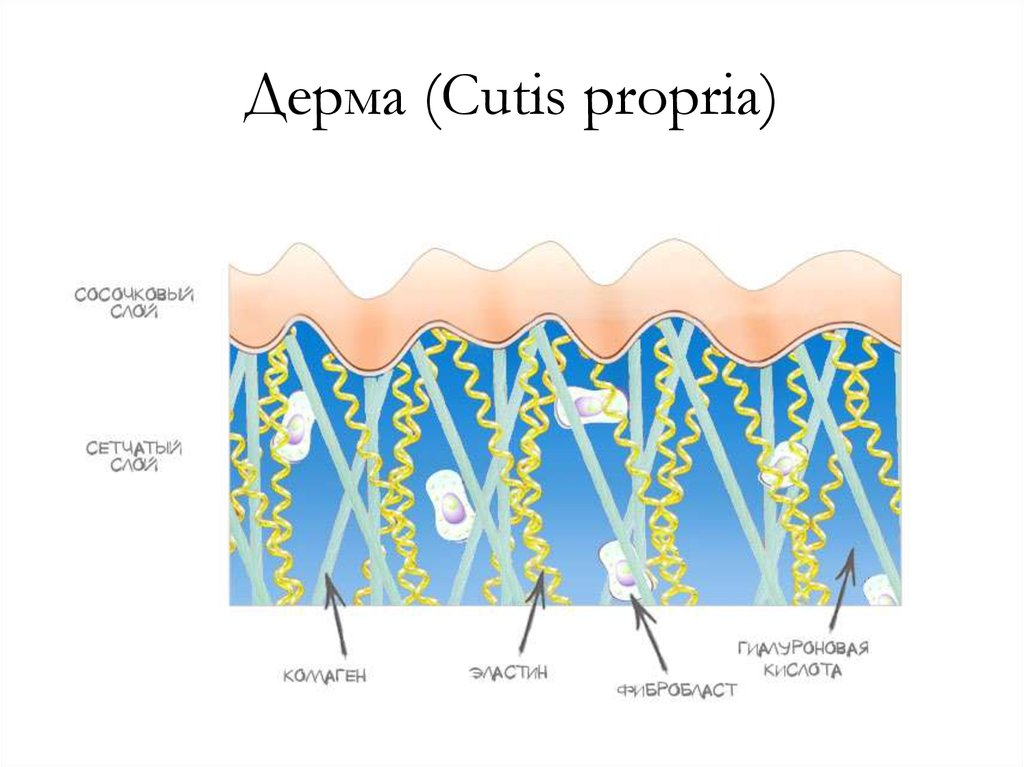 Дерма (Cutis propria)
СОСОЧКОВЫЙ
СЛОЙ
СЕТЧАТЫЙ
СЛОЙ
КОЛЛАГЕН
ЭЛАСТИН
ФИБРОБЛАСТ
ГИАЛУРОНОВАЯ
КИСЛОТА